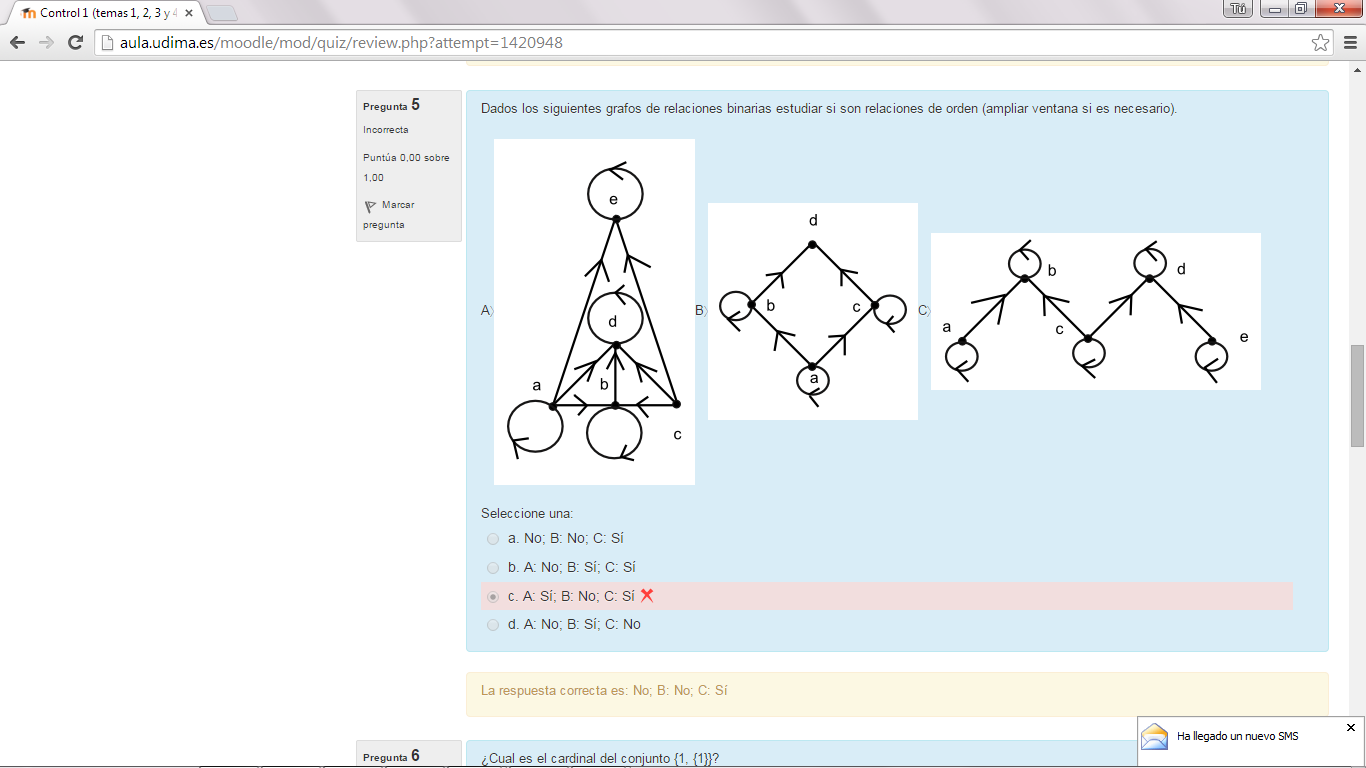 Control 1 (temas 1, 2, 3 y 4
Tú
aula.udima.es/moodle/mod/quiz/review.php?attempt=1420948
Pregunta 5
Incorrecta
Puntúa 0,00 sobre
1,00
Marcar
pregunta
Dados los siguientes grafos de relaciones binarias estudiar si son relaciones de orden (ampliar ventana si es necesario).
A)
e
d
a
b
c
B)
d
b
c
a
C)
b
d
a
c
e
Seleccione una:
a. No; B: No; C: Sí
b. A: No; B: Sí; C: Sí
c. A: Sí; B: No; C: Sí
d. A: No; B: Sí; C: No
La respuesta correcta es: No; B: No; C: Sí
Ha llegado un nuevo SMS
Pregunta 6
¿Cual es el cardinal del conjunto {1, {1}}?